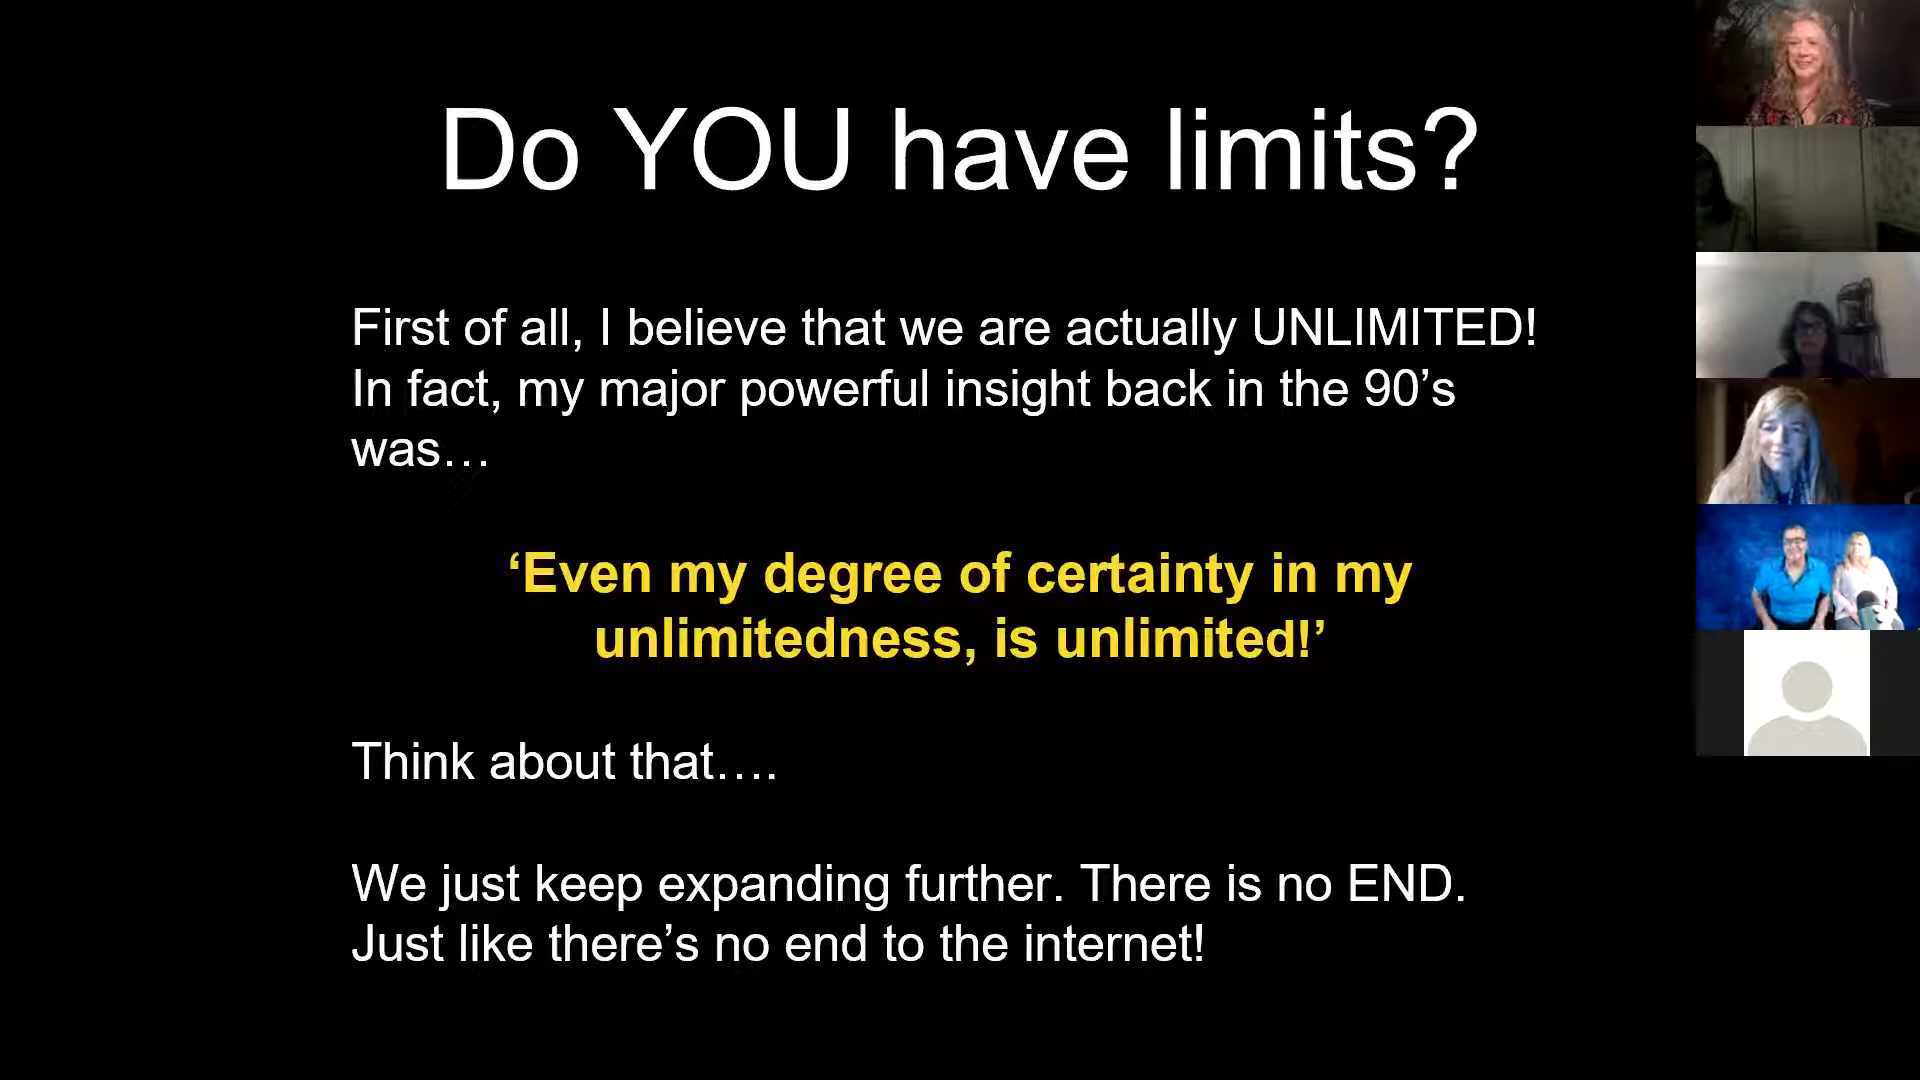 Do YOU have limits?
First of all, I believe that we are actually UNLIMITED!
In fact, my major powerful insight back in the 90’s
was…
‘Even my degree of certainty in my
unlimitedness, is unlimited!’
Think about that….
We just keep expanding further. There is no END.
Just like there’s no end to the internet!